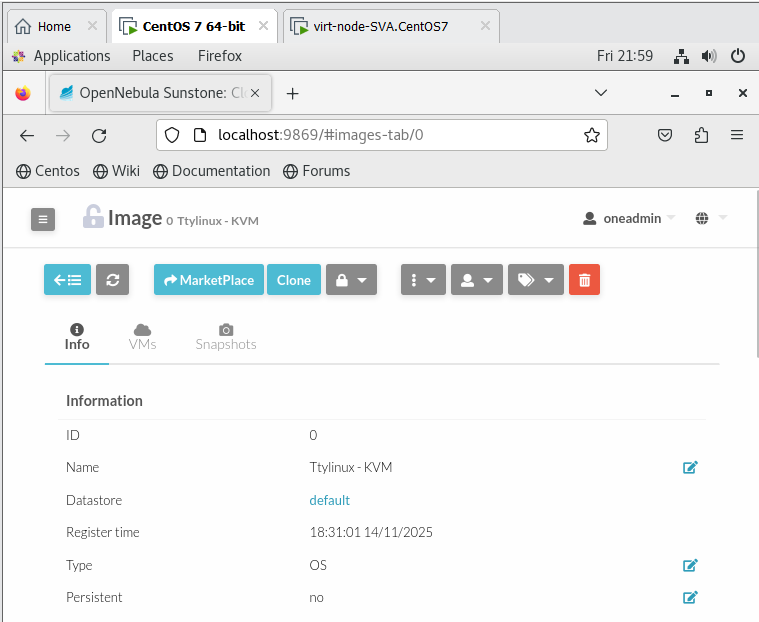 Home CentOS 7 64-bit virt-node-SVA.CentOS7
Applications Places Firefox Fri 21:59
OpenNebula Sunstone: Clo
localhost:9869/#images-tab/0
Centos Wiki Documentation Forums
Image 0 Ttylinux - KVM oneadmin
MarketPlace Clone
Info VMs Snapshots
Information
ID 0
Name Ttylinux - KVM
Datastore default
Register time 18:31:01 14/11/2025
Type OS
Persistent no